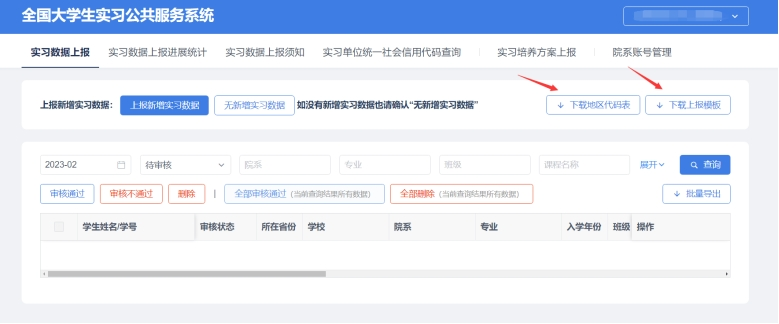 全国大学生实习公共服务系统
实习数据上报 实习数据上报进展统计 实习数据上报须知 实习单位统一社会信用代码查询 实习培养方案上报 院系账号管理
上报新增实习数据： 上报新增实习数据 无新增实习数据 如没有新增实习数据也请确认“无新增实习数据” 下载地区代码表 下载上报模板
2023-02 待审核 院系 专业 班级 课程名称 展开 查询
审核通过 审核不通过 删除 | 全部审核通过（当前查询结果所有数据） 全部删除（当前查询结果所有数据） 批量导出
学生姓名/学号 审核状态 所在省份 学校 院系 专业 入学年份 班级 操作